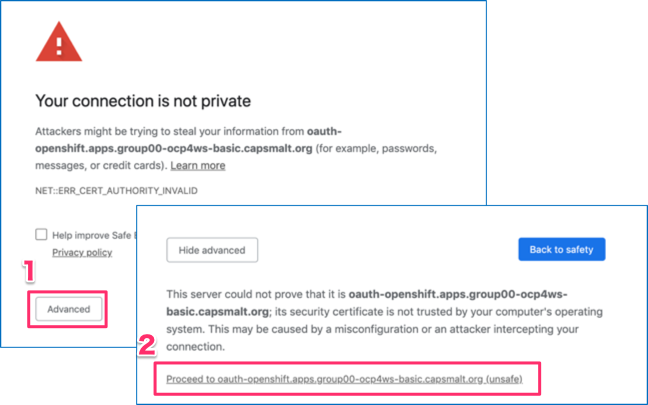 Your connection is not private
Attackers might be trying to steal your information from oauth-
openshift.apps.group00-ocp4ws-basic.capsmalt.org (for example, passwords,
messages, or credit cards). Learn more
NET::ERR_CERT_AUTHORITY_INVALID
Help improve Safe
Privacy policy
1
Advanced
Hide advanced
Back to safety
This server could not prove that it is oauth-openshift.apps.group00-ocp4ws-
basic.capsmalt.org; its security certificate is not trusted by your computer's operating
system. This may be caused by a misconfiguration or an attacker intercepting your
connection.
2
Proceed to oauth-openshift.apps.group00-ocp4ws-basic.capsmalt.org (unsafe)